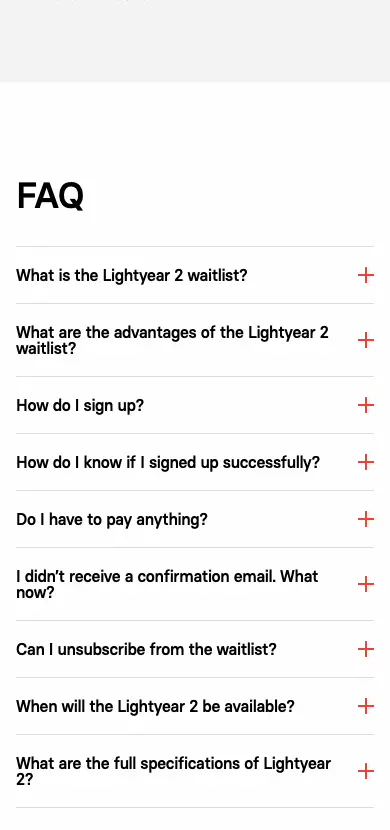 FAQ
What is the Lightyear 2 waitlist?
What are the advantages of the Lightyear 2
waitlist?
How do I sign up?
How do I know if I signed up successfully?
Do I have to pay anything?
I didn't receive a confirmation email. What
now?
Can I unsubscribe from the waitlist?
When will the Lightyear 2 be available?
What are the full specifications of Lightyear
2?